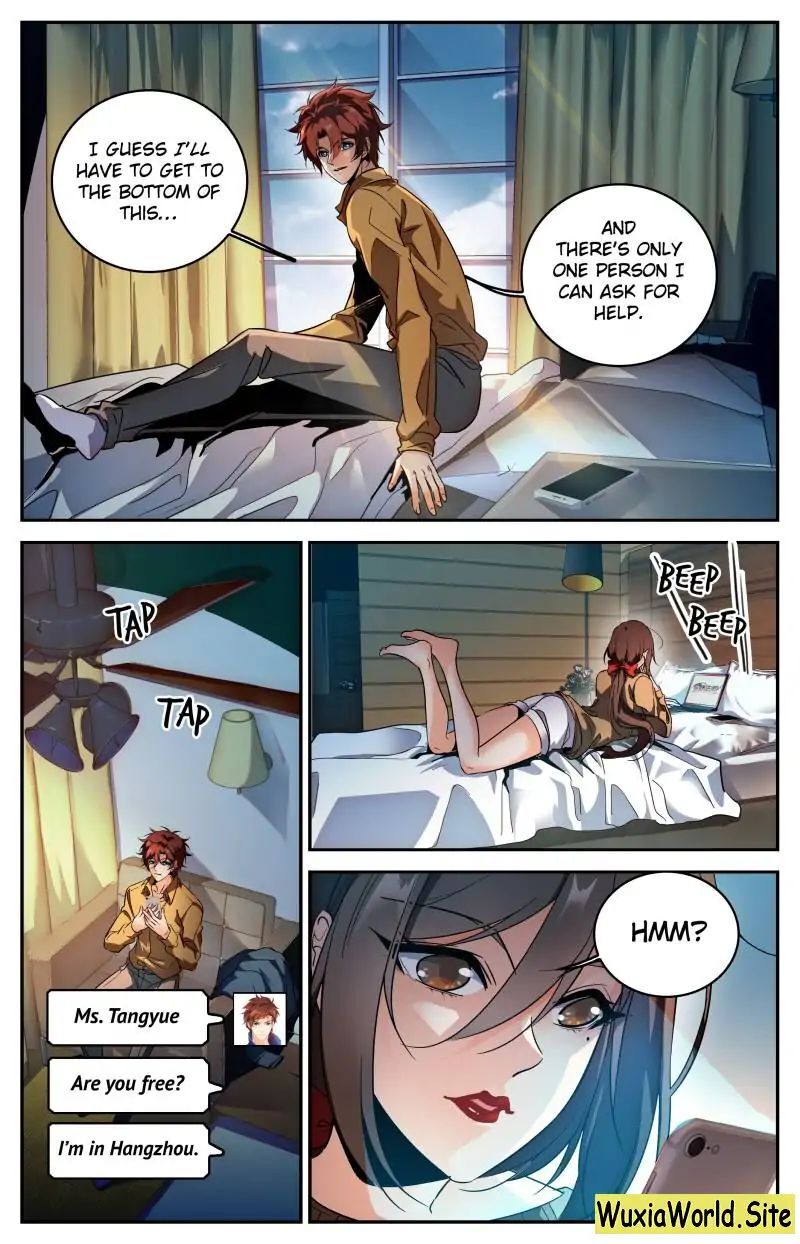 I GUESS I'LL
HAVE TO GET TO
THE BOTTOM OF
THIS...
AND
THERE'S ONLY
ONE PERSON I
CAN ASK FOR
HELP.
TAP
TAP
Ms. Tangyue
Are you free?
I'm in Hangzhou.
BEEP
BEEP
HMM?
WuxiaWorld.Site